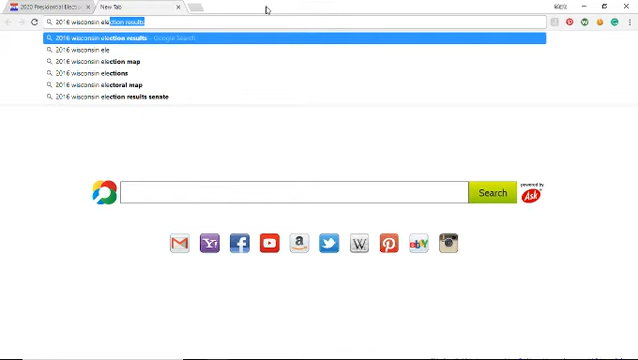 2020 Presidential Electio
New Tab
2016 wisconsin election results
2016 wisconsin election results - Google Search
2016 wisconsin ele
2016 wisconsin election map
2016 wisconsin elections
2016 wisconsin electoral map
2016 wisconsin election results senate
Search
powered by
Ask